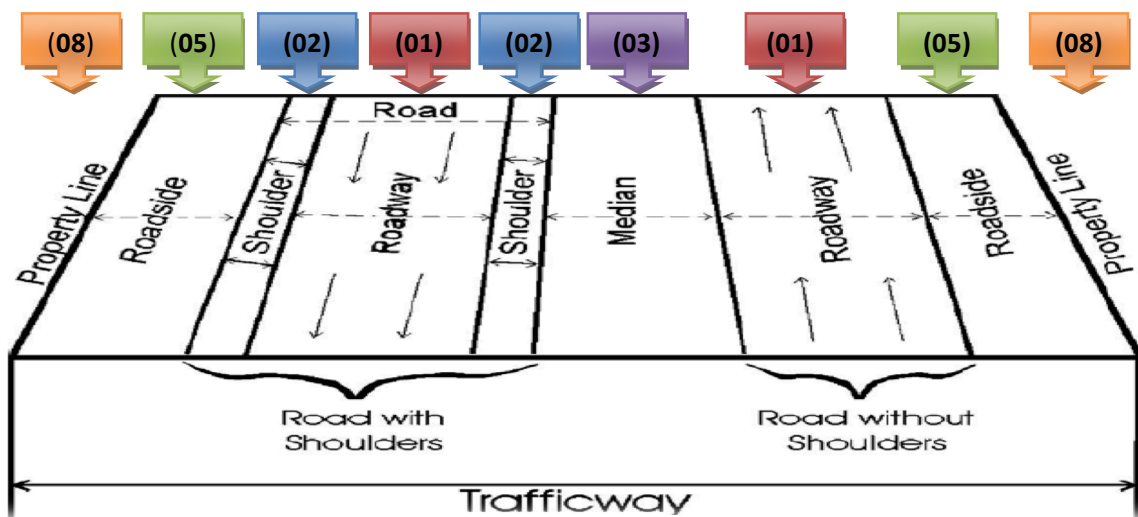 (08) (05) (02) (01) (02) (03) (01) (05) (08)
Road
Property Line
Roadside
Shoulder
Roadway
Shoulder
Median
Roadway
Roadside
Property Line
Road with
Shoulders
Road without
Shoulders
Trafficway